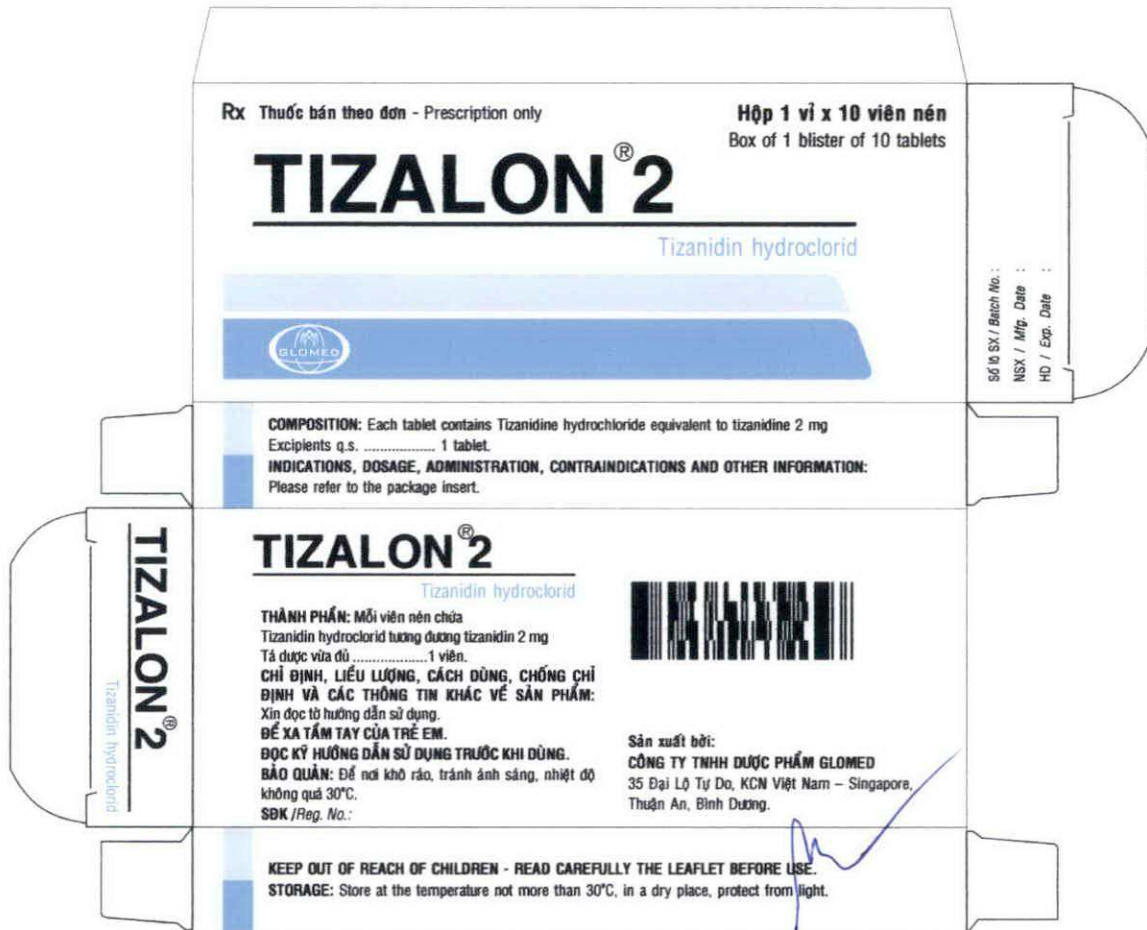 Rx Thuốc bán theo đơn - Prescription only
Hộp 1 vỉ x 10 viên nén
Box of 1 blister of 10 tablets
TIZALON® 2
Tizanidin hydroclorid
GLOMED
Số lô SX / Batch No. :
NSX / Mfg. Date :
HD / Exp. Date :
COMPOSITION: Each tablet contains Tizanidine hydrochloride equivalent to tizanidine 2 mg
Excipients q.s. .................. 1 tablet.
INDICATIONS, DOSAGE, ADMINISTRATION, CONTRAINDICATIONS AND OTHER INFORMATION:
Please refer to the package insert.
TIZALON® 2
Tizanidin hydroclorid
TIZALON® 2
Tizanidin hydroclorid
THÀNH PHẦN: Mỗi viên nén chứa
Tizanidin hydroclorid tương đương tizanidin 2 mg
Tá dược vừa đủ ...................1 viên.
CHỈ ĐỊNH, LIỀU LƯỢNG, CÁCH DÙNG, CHỐNG CHỈ
ĐỊNH VÀ CÁC THÔNG TIN KHÁC VỀ SẢN PHẨM:
Xin đọc tờ hướng dẫn sử dụng.
ĐỂ XA TẦM TAY CỦA TRẺ EM.
ĐỌC KỸ HƯỚNG DẪN SỬ DỤNG TRƯỚC KHI DÙNG.
BẢO QUẢN: Để nơi khô ráo, tránh ánh sáng, nhiệt độ
không quá 30°C.
SĐK /Reg. No.:
Sản xuất bởi:
CÔNG TY TNHH DƯỢC PHẨM GLOMED
35 Đại Lộ Tự Do, KCN Việt Nam – Singapore,
Thuận An, Bình Dương.
KEEP OUT OF REACH OF CHILDREN - READ CAREFULLY THE LEAFLET BEFORE USE.
STORAGE: Store at the temperature not more than 30°C, in a dry place, protect from light.